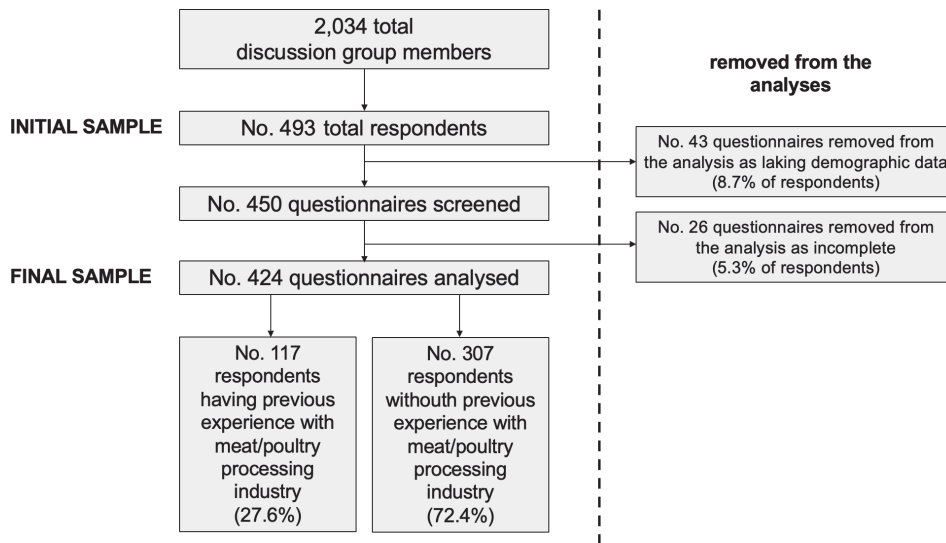 2,034 total
discussion group members
removed from the
analyses
INITIAL SAMPLE
No. 493 total respondents
No. 43 questionnaires removed from
the analysis as laking demographic data
(8.7% of respondents)
No. 450 questionnaires screened
No. 26 questionnaires removed from
the analysis as incomplete
(5.3% of respondents)
FINAL SAMPLE
No. 424 questionnaires analysed
No. 117
respondents
having previous
experience with
meat/poultry
processing
industry
(27.6%)
No. 307
respondents
withouth previous
experience with
meat/poultry
processing
industry
(72.4%)